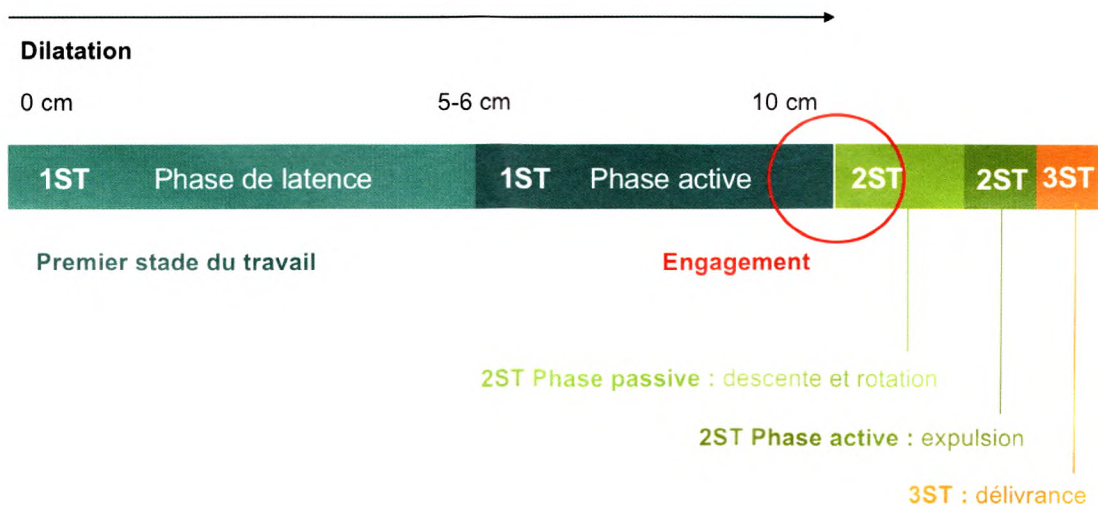 Dilatation
0 cm 5-6 cm 10 cm
1ST Phase de latence 1ST Phase active 2ST 2ST 3ST
Premier stade du travail Engagement
2ST Phase passive : descente et rotation
2ST Phase active : expulsion
3ST : délivrance